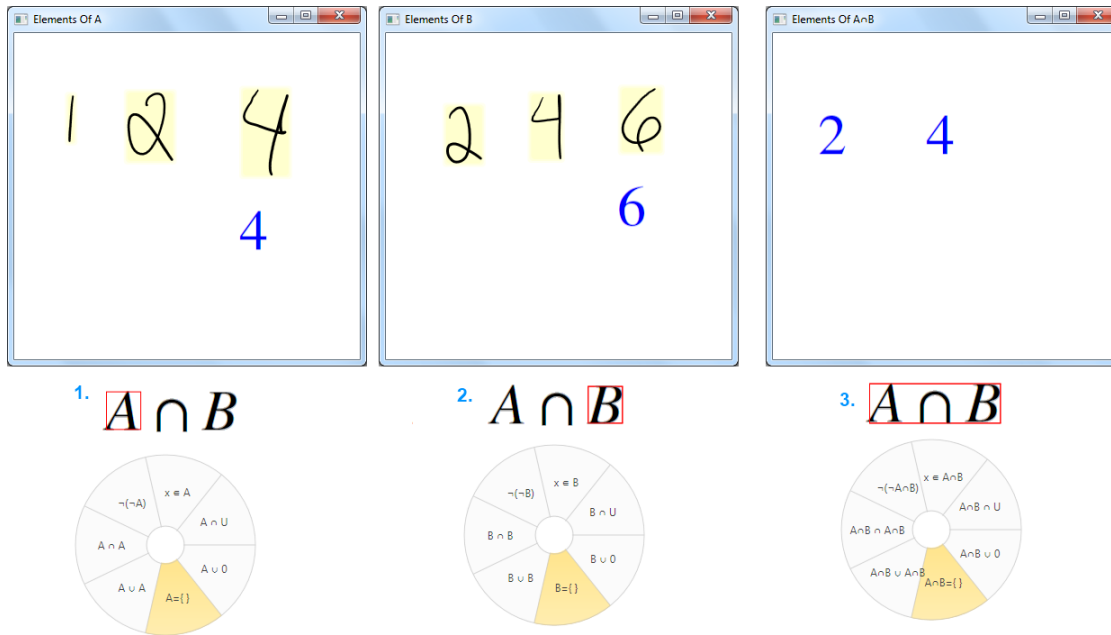 Elements Of A
1 2 4
4
Elements Of B
2 4 6
6
Elements Of A∩B
2 4
1. A ∩ B
¬(¬A)
x ∈ A
A ∩ U
A ∩ A
A ∪ 0
A ∪ A
A={ }
2. A ∩ B
¬(¬B)
x ∈ B
B ∩ U
B ∩ B
B ∪ 0
B ∪ B
B={ }
3. A ∩ B
¬(¬A∩B)
x ∈ A∩B
A∩B ∩ U
A∩B ∩ A∩B
A∩B ∪ 0
A∩B ∪ A∩B
A∩B={ }